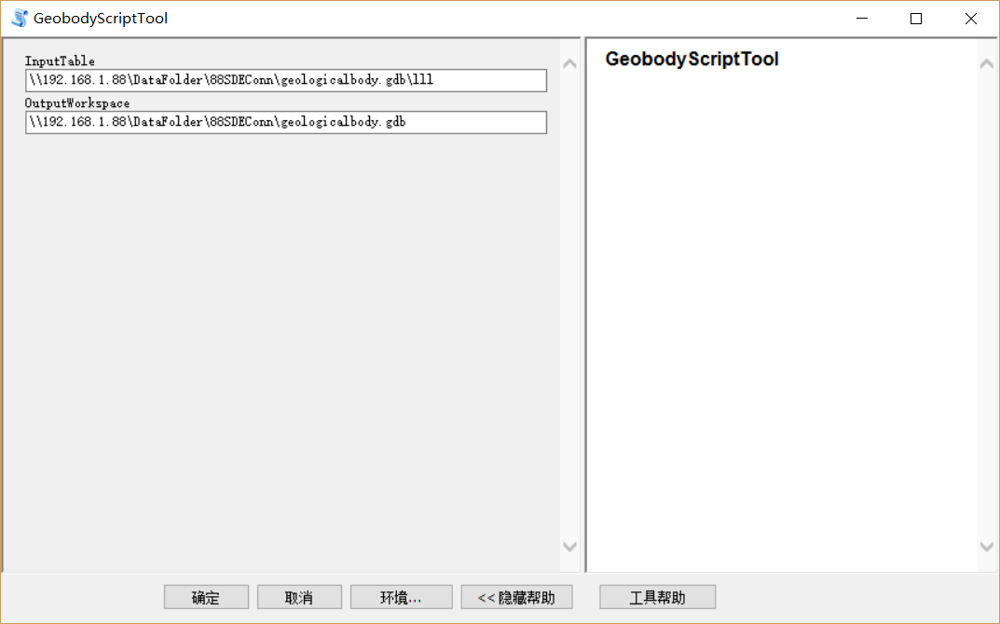 GeobodyScriptTool
InputTable
\\192.168.1.88\DataFolder\88SDEConn\geologicalbody.gdb\lll
OutputWorkspace
\\192.168.1.88\DataFolder\88SDEConn\geologicalbody.gdb
GeobodyScriptTool
确定 取消 环境... << 隐藏帮助 工具帮助